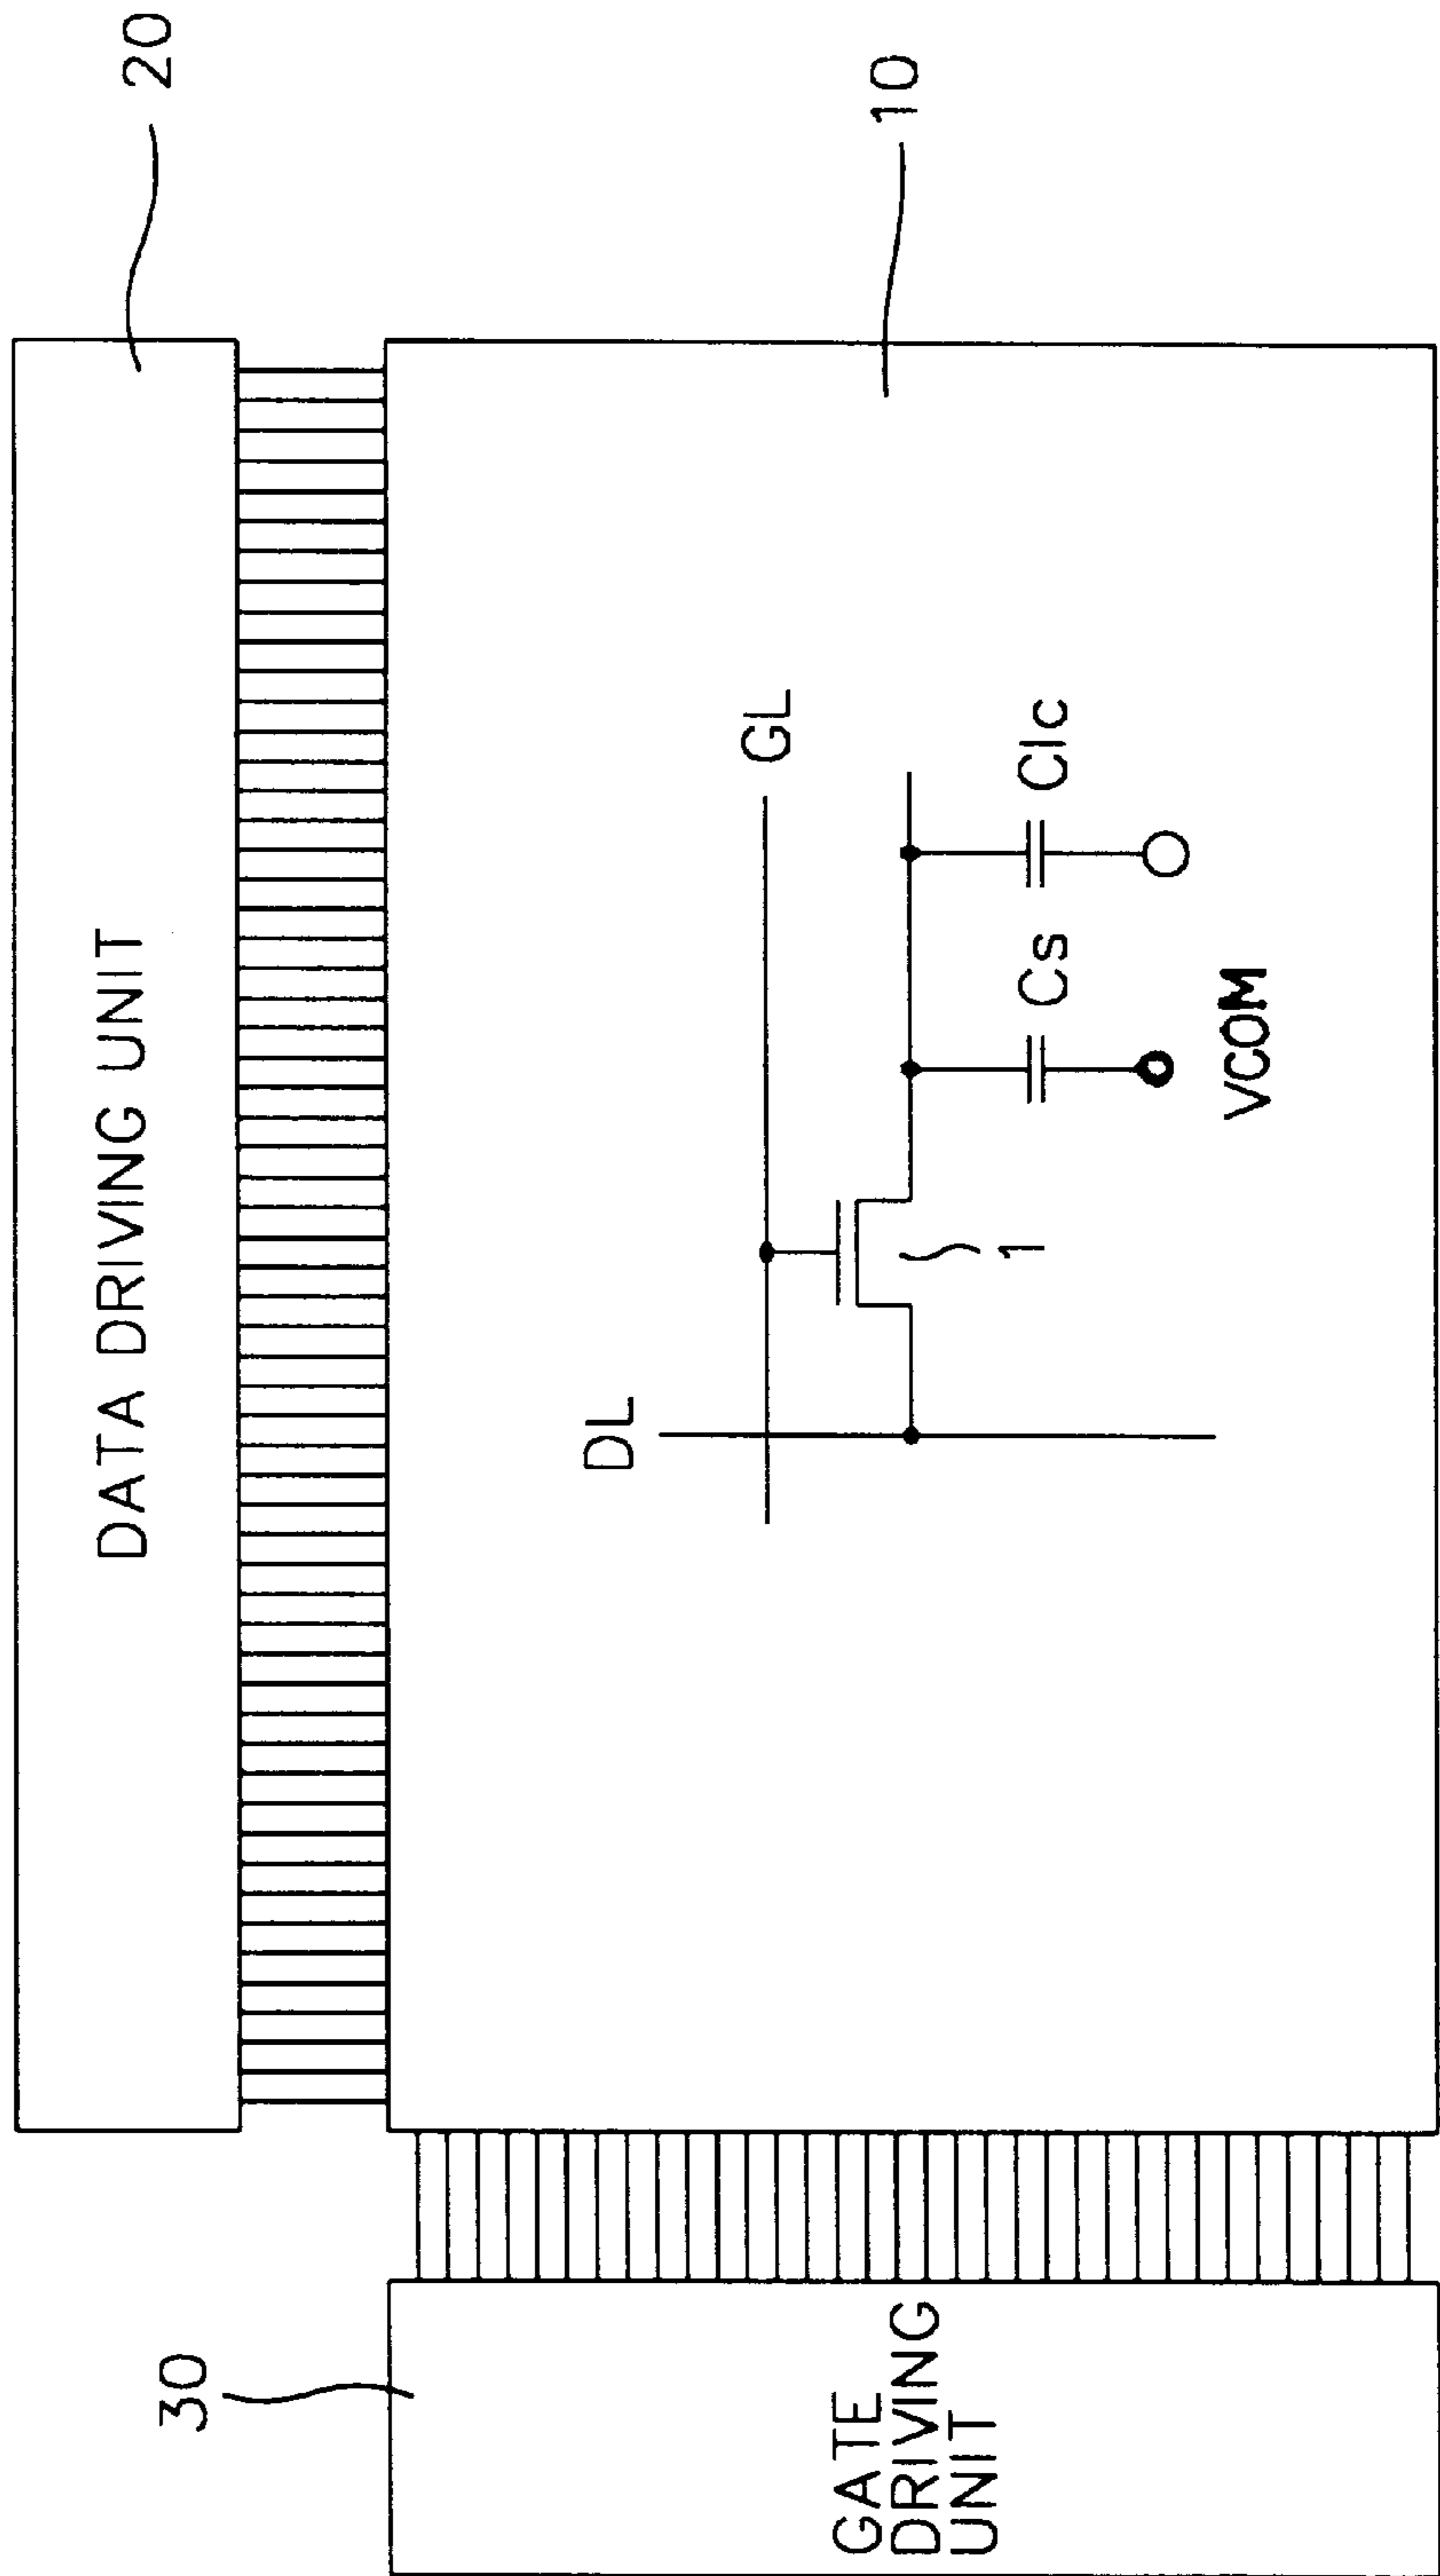 20
DATA DRIVING UNIT
10
GL
DL
1
Cs
Clc
VCOM
30
GATE
DRIVING
UNIT